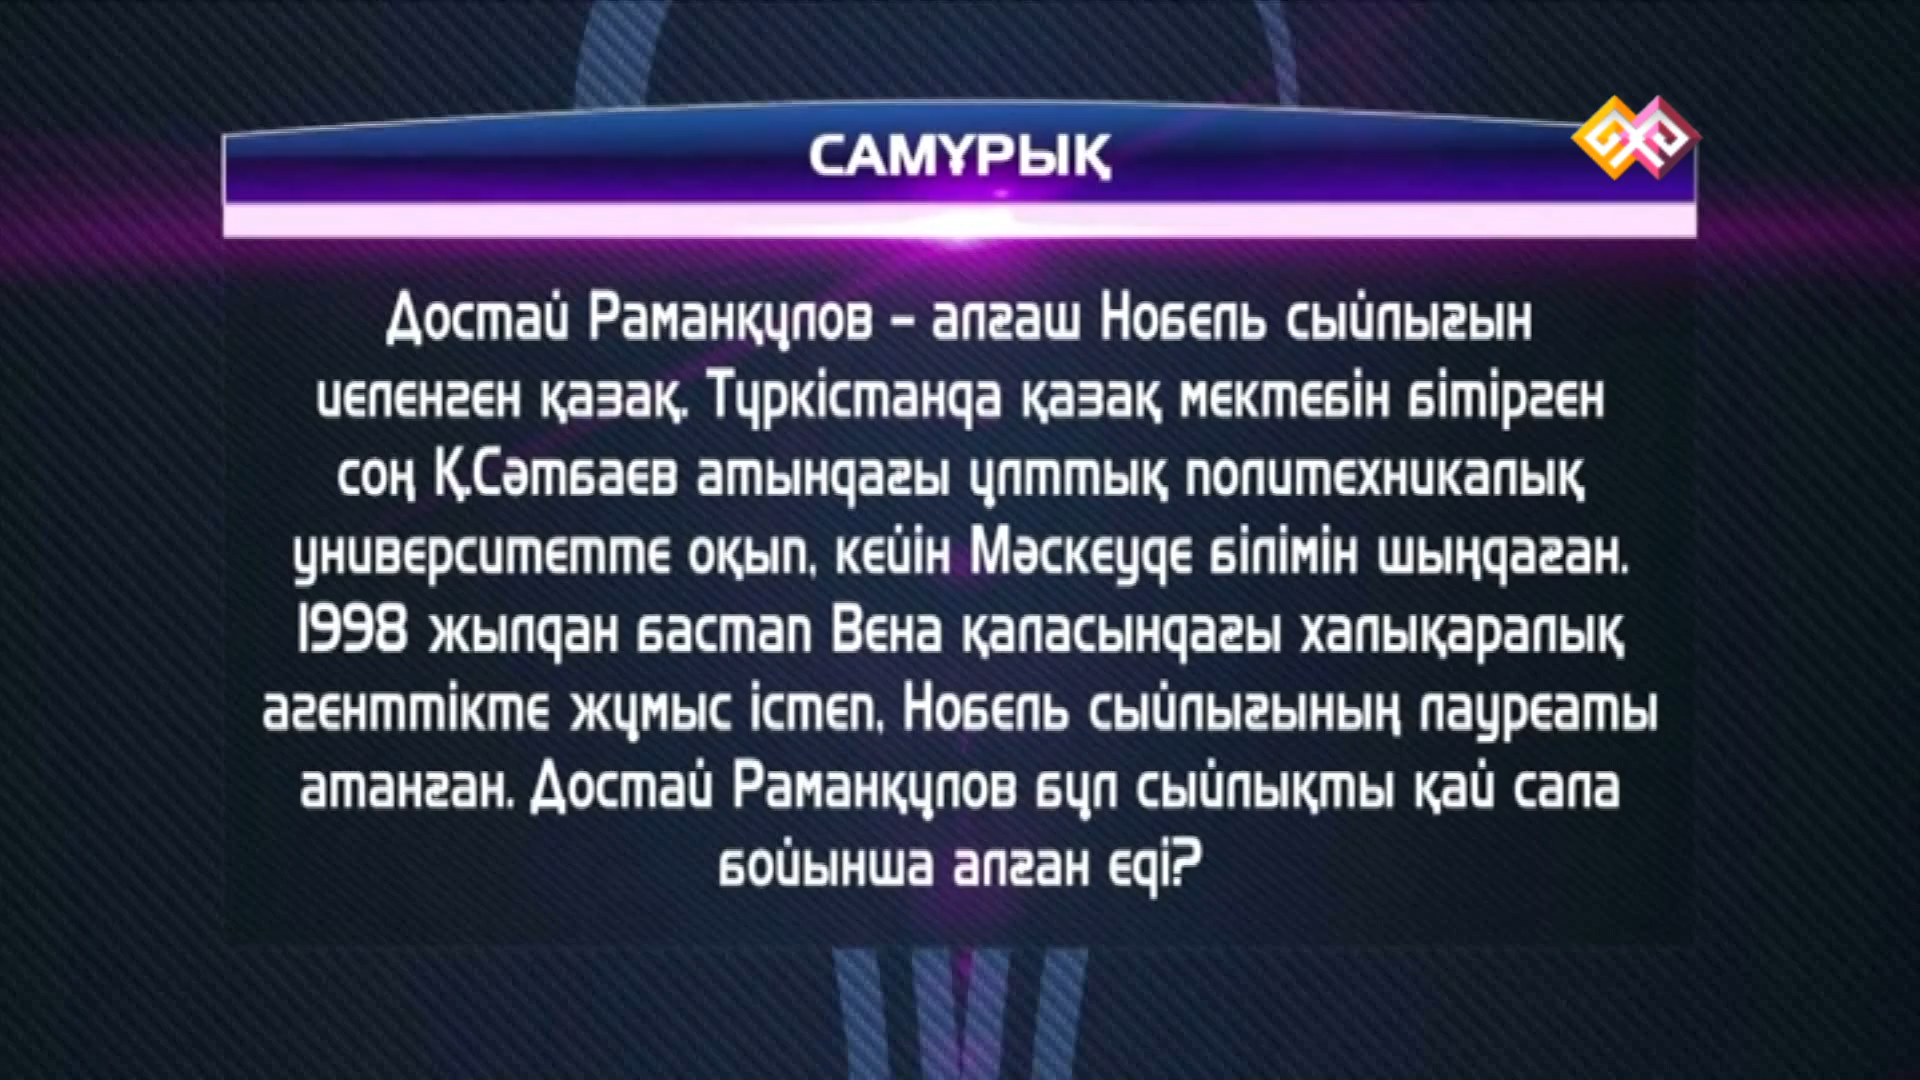 САМҰРЫҚ
Достай Раманқұлов – алғаш Нобель сыйлығын
иеленген қазақ. Түркістанда қазақ мектебін бітірген
соң Қ.Сәтбаев атындағы ұлттық политехникалық
университетте оқып, кейін Мәскеуде білімін шыңдаған.
1998 жылдан бастап Вена қаласындағы халықаралық
агенттікте жұмыс істеп, Нобель сыйлығының лауреаты
атанған. Достай Раманқұлов бұл сыйлықты қай сала
бойынша алған еді?